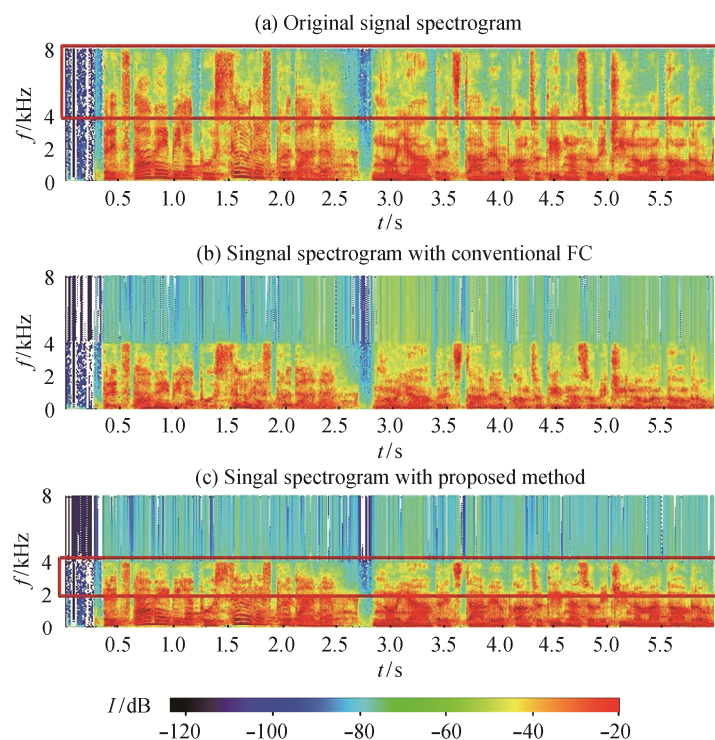 (a) Original signal spectrogram
8
4
2
0
f/kHz
0.5 1.0 1.5 2.0 2.5 3.0 3.5 4.0 4.5 5.0 5.5
t/s
(b) Singnal spectrogram with conventional FC
8
4
2
0
f/kHz
0.5 1.0 1.5 2.0 2.5 3.0 3.5 4.0 4.5 5.0 5.5
t/s
(c) Singal spectrogram with proposed method
8
4
2
0
f/kHz
0.5 1.0 1.5 2.0 2.5 3.0 3.5 4.0 4.5 5.0 5.5
t/s
I/dB
−120 −100 −80 −60 −40 −20